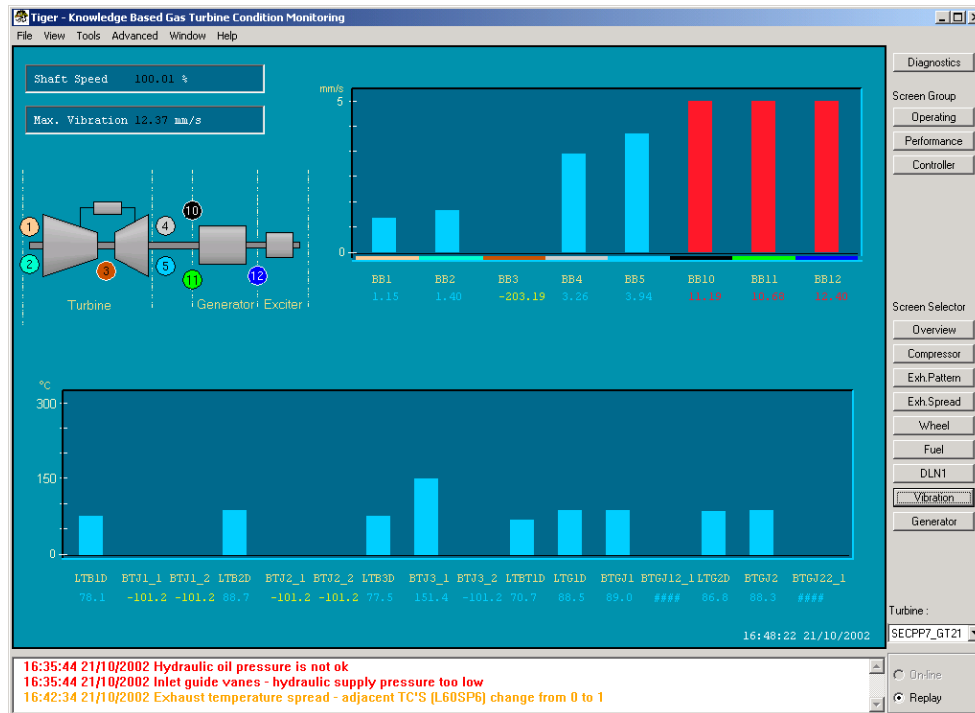 Tiger - Knowledge Based Gas Turbine Condition Monitoring
File View Tools Advanced Window Help
Shaft Speed 100.01 %
Max. Vibration 12.37 mm/s
mm/s
5
0
BB1 BB2 BB3 BB4 BB5 BB10 BB11 BB12
1.15 1.40 -203.19 3.26 3.94
1 2 3 4 5 10 11 12
Turbine Generator Exciter
°C
300
150
0
LTB1D BTJ1_1 BTJ1_2 LTB2D BTJ2_1 BTJ2_2 LTB3D BTJ3_1 BTJ3_2 LTBT1D LTG1D BTGJ1 BTGJ12_1 LTG2D BTGJ2 BTGJ22_1
78.1 -101.2 -101.2 88.7 -101.2 -101.2 77.5 151.4 -101.2 70.7 88.5 89.0 #### 86.8 88.3 ####
16:48:22 21/10/2002
Diagnostics
Screen Group
Operating
Performance
Controller
Screen Selector
Overview
Compressor
Exh.Pattern
Exh.Spread
Wheel
Fuel
DLN1
Vibration
Generator
Turbine :
SECPP7_GT21
On-line
Replay
16:35:44 21/10/2002 Hydraulic oil pressure is not ok
16:35:44 21/10/2002 Inlet guide vanes - hydraulic supply pressure too low
16:42:34 21/10/2002 Exhaust temperature spread - adjacent TC'S (L60SP6) change from 0 to 1